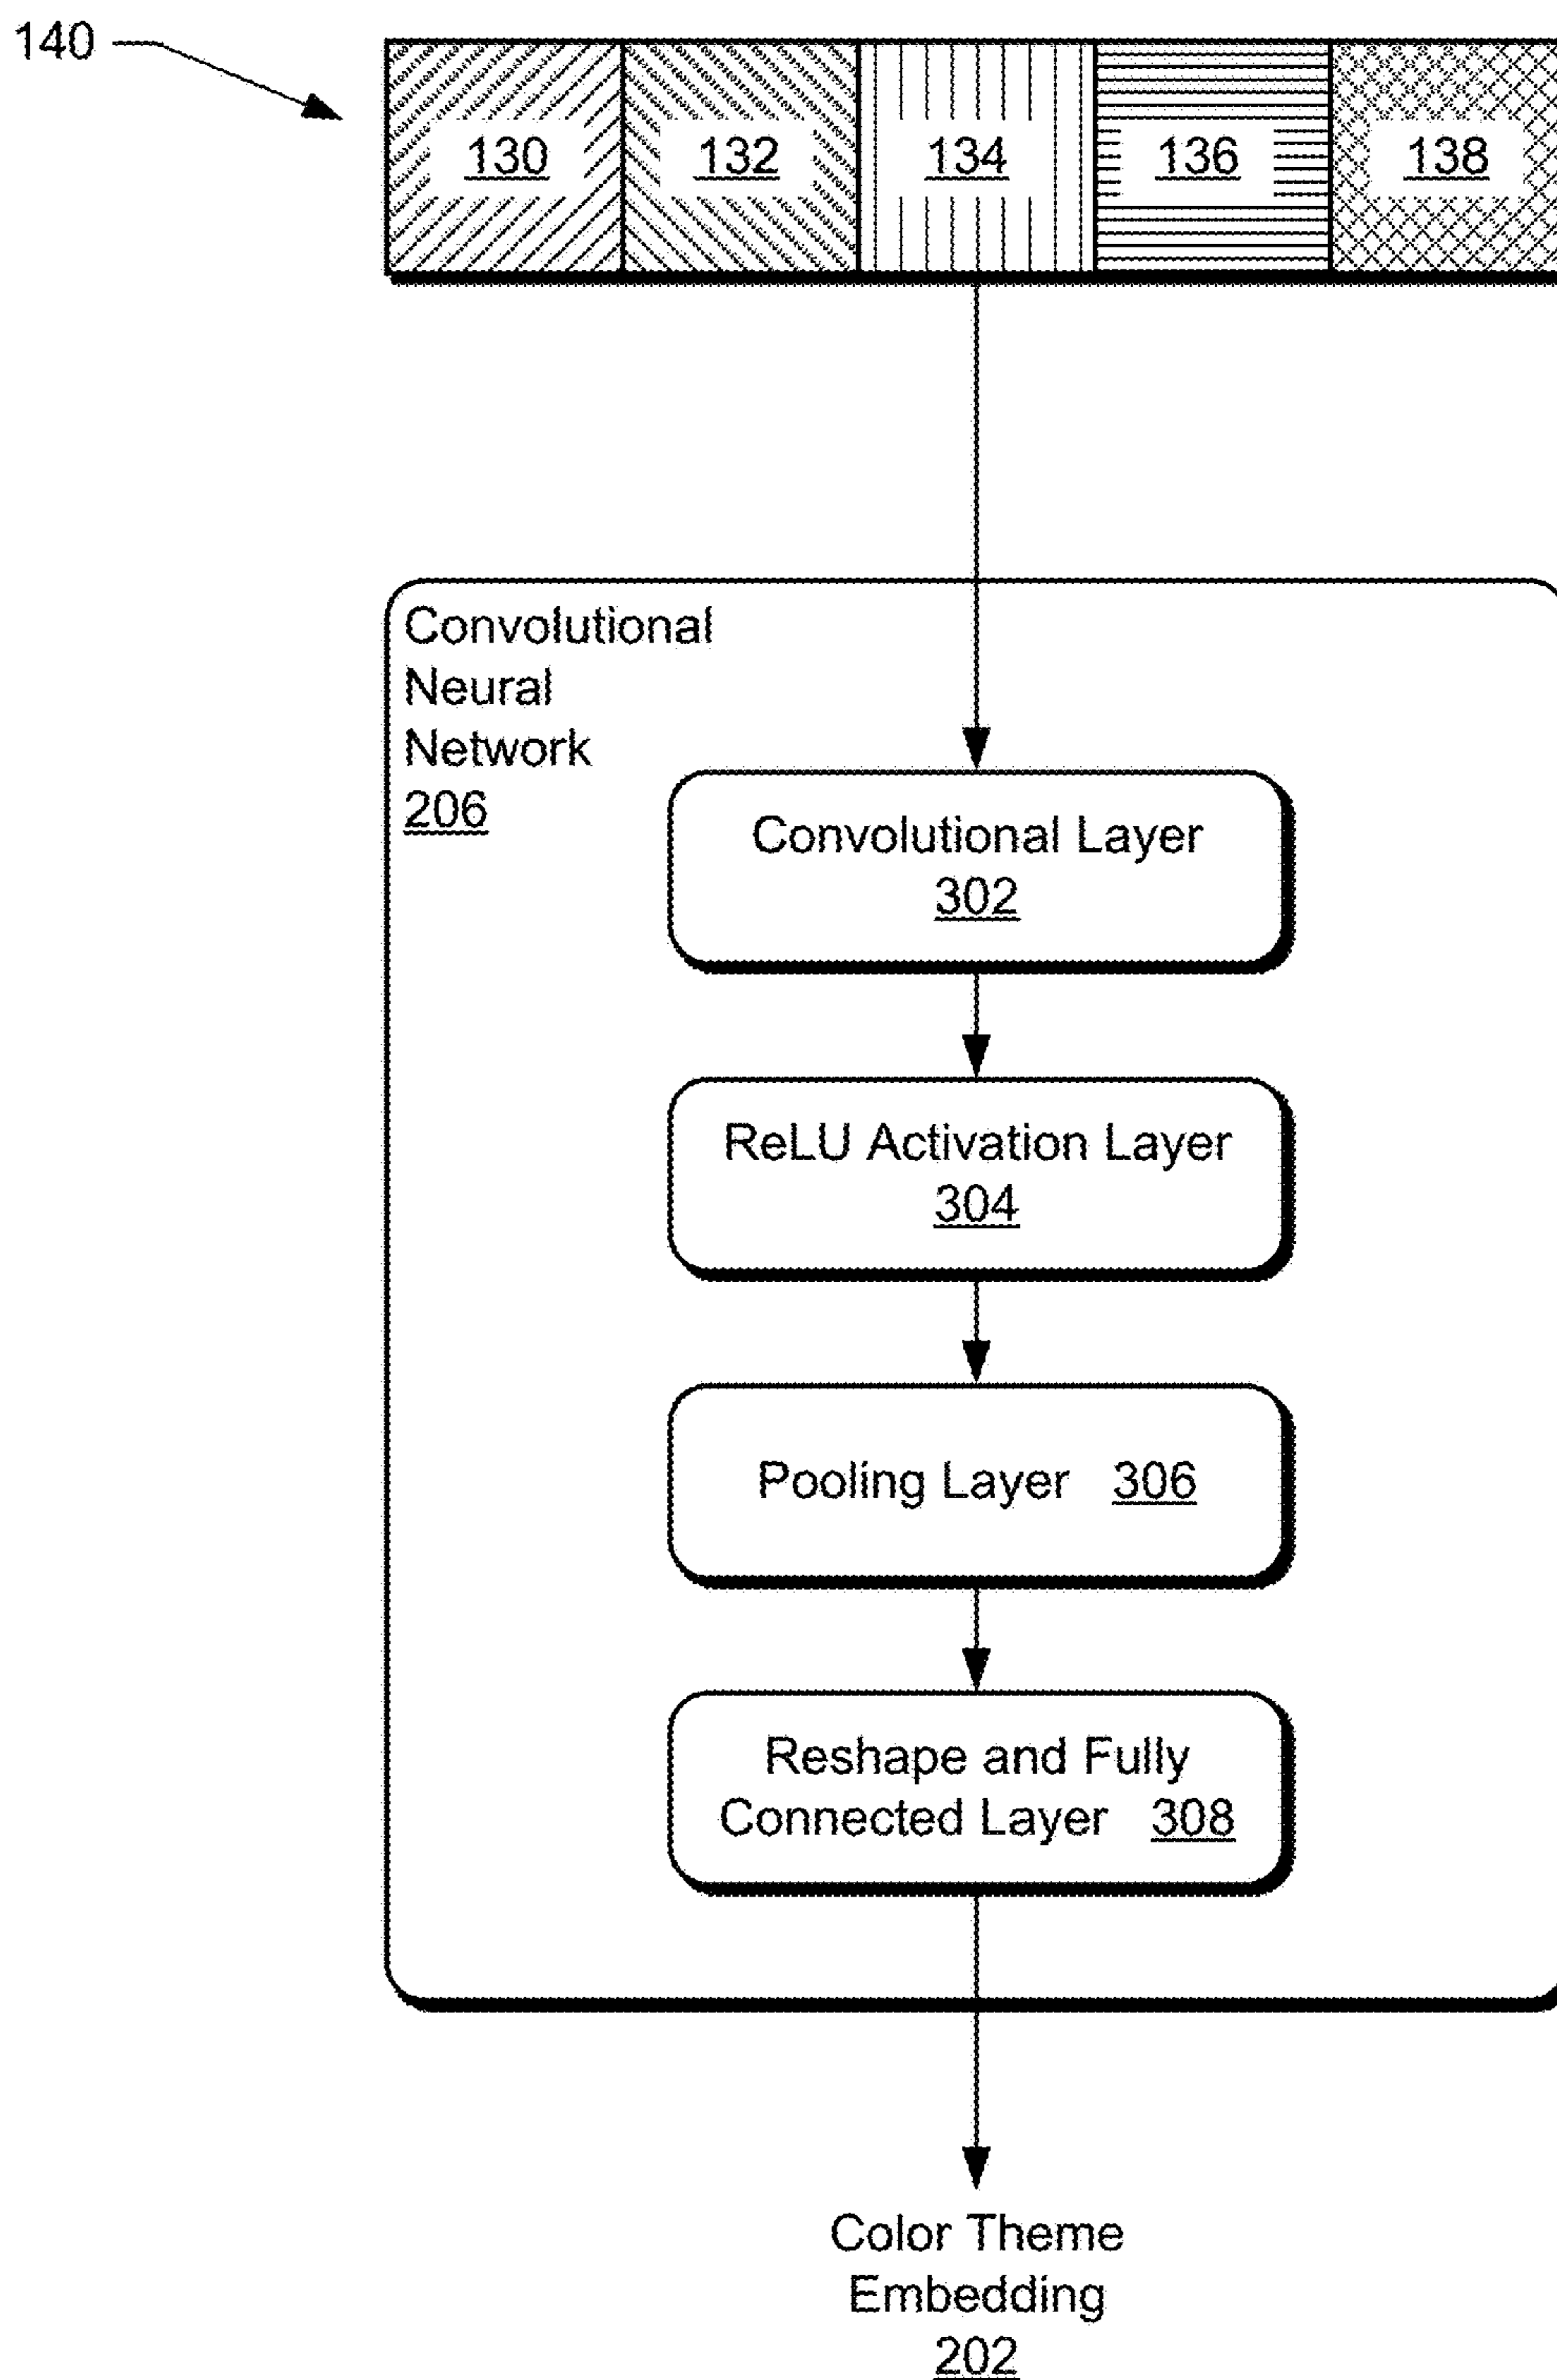 140
130 132 134 136 138
Convolutional
Neural
Network
206
Convolutional Layer
302
ReLU Activation Layer
304
Pooling Layer 306
Reshape and Fully
Connected Layer 308
Color Theme
Embedding
202